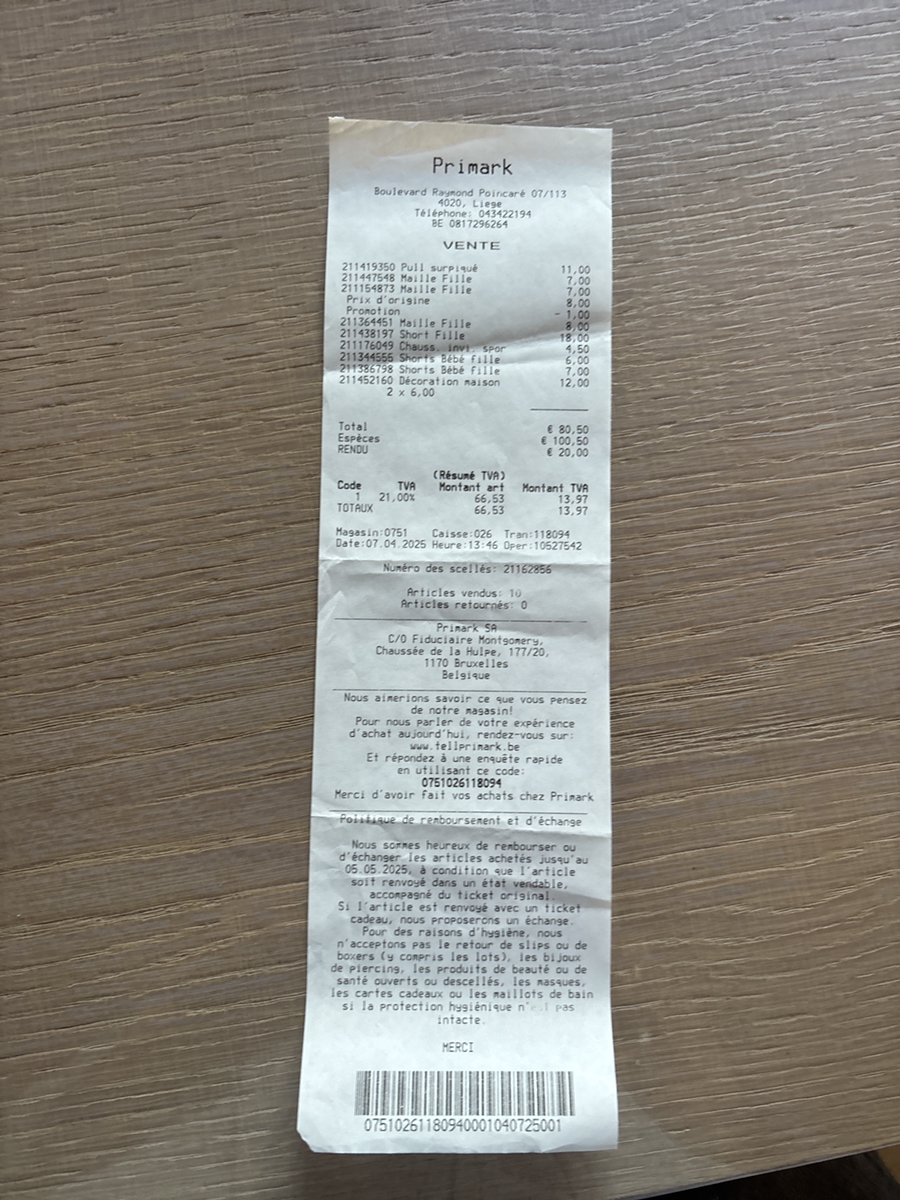 Primark
Boulevard Raymond Poincaré 07/113
4020, Liege
Téléphone: 043422194
BE 0817296264
VENTE
211419350 Pull surpiqué 11,00
211447548 Maille Fille 7,00
211154873 Maille Fille 7,00
Prix d'origine 8,00
Promotion - 1,00
211364451 Maille Fille 8,00
211438197 Short Fille 18,00
211176049 Chauss. invi. spor 4,50
211344555 Shorts Bébé fille 6,00
211386798 Shorts Bébé fille 7,00
211452160 Décoration maison 12,00
2 x 6,00
Total € 80,50
Espèces € 100,50
RENDU € 20,00
(Résumé TVA)
Code TVA Montant art Montant TVA
1 21,00% 66,53 13,97
TOTAUX 66,53 13,97
Magasin:0751 Caisse:026 Tran:118094
Date:07.04.2025 Heure:13:46 Oper:10527542
Numéro des scellés: 21162856
Articles vendus: 10
Articles retournés: 0
Primark SA
C/O Fiduciaire Montgomery,
Chaussée de la Hulpe, 177/20,
1170 Bruxelles
Belgique
Nous aimerions savoir ce que vous pensez
de notre magasin!
Pour nous parler de votre expérience
d'achat aujourd'hui, rendez-vous sur:
www.tellprimark.be
Et répondez à une enquête rapide
en utilisant ce code:
0751026118094
Merci d'avoir fait vos achats chez Primark
Politique de remboursement et d'échange
Nous sommes heureux de rembourser ou
d'échanger les articles achetés jusqu'au
05.05.2025, à condition que l'article
soit renvoyé dans un état vendable,
accompagné du ticket original.
Si l'article est renvoyé avec un ticket
cadeau, nous proposerons un échange.
Pour des raisons d'hygiène, nous
n'acceptons pas le retour de slips ou de
boxers (y compris les lots), les bijoux
de piercing, les produits de beauté ou de
santé ouverts ou descellés, les masques,
les cartes cadeaux ou les maillots de bain
si la protection hygiénique n'est pas
intacte.
MERCI
07510261180940001040725001